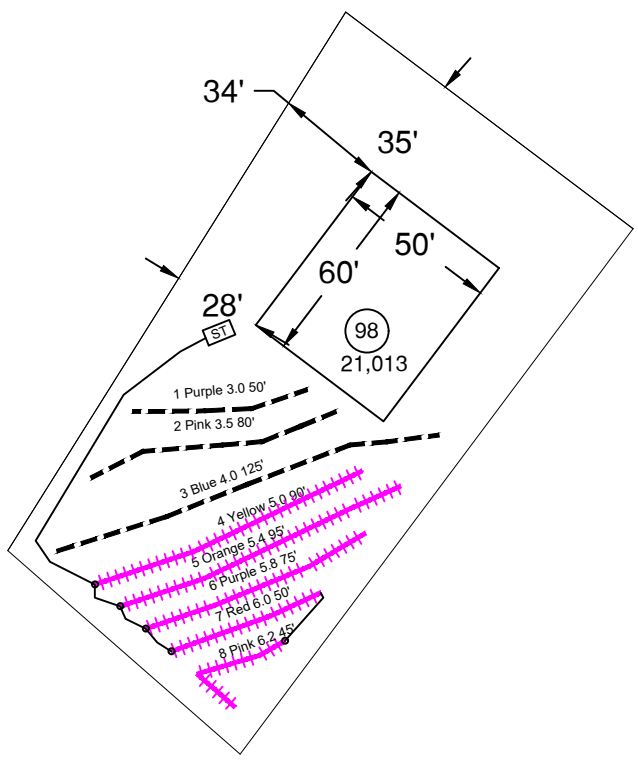 34'
35'
50'
60'
28'
ST
98
21,013
1 Purple 3.0 50'
2 Pink 3.5 80'
3 Blue 4.0 125'
4 Yellow 5.0 90'
5 Orange 5.4 95'
6 Purple 5.8 75'
7 Red 6.0 50'
8 Pink 6.2 45'